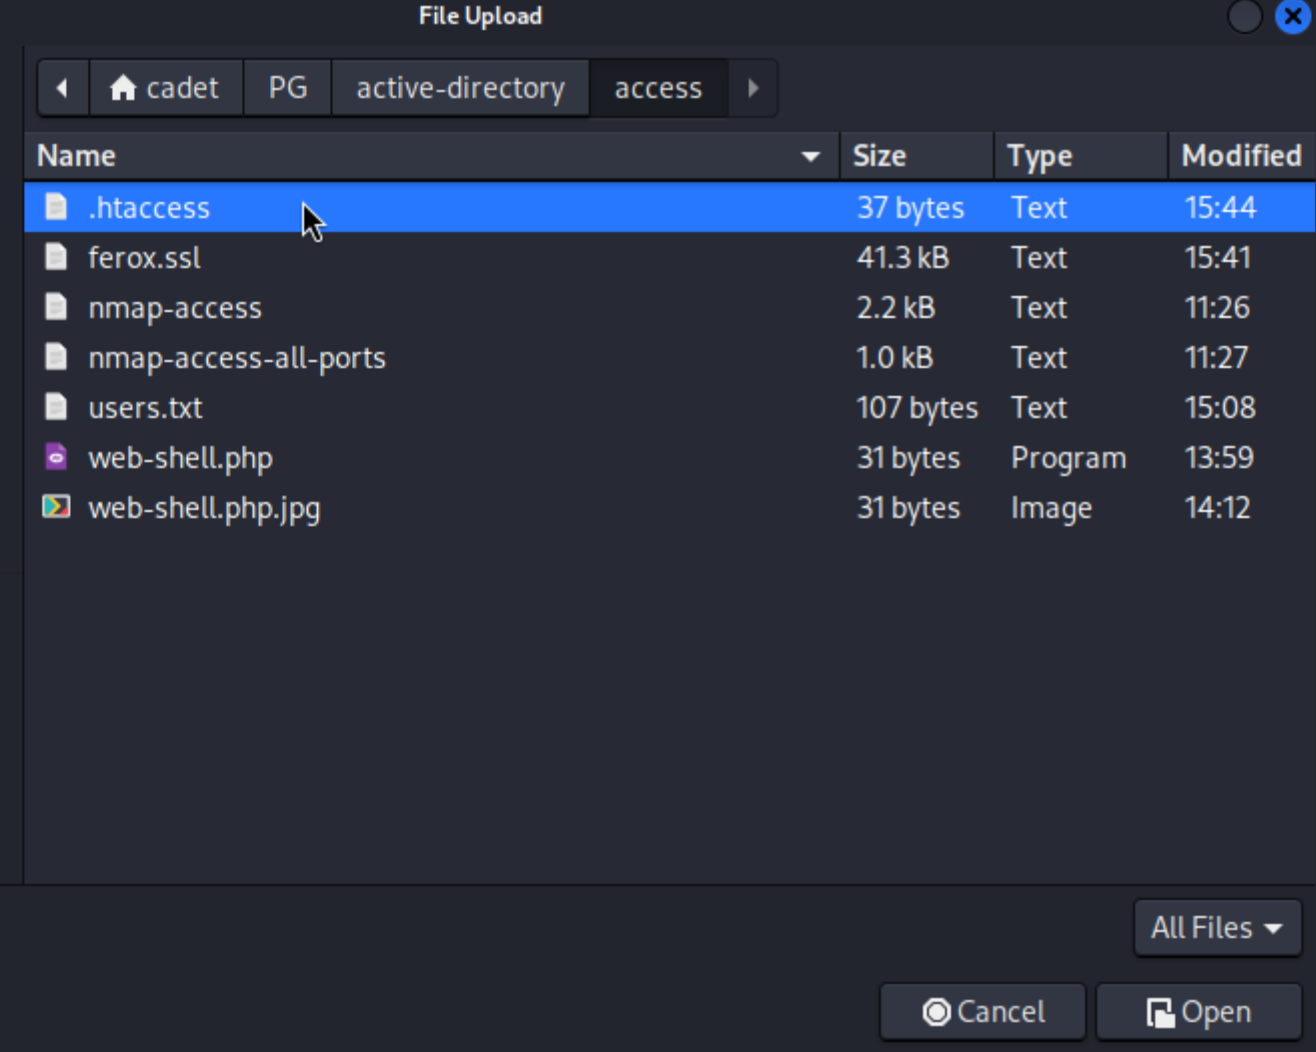 File Upload
cadet PG active-directory access
Name Size Type Modified
.htaccess 37 bytes Text 15:44
ferox.ssl 41.3 kB Text 15:41
nmap-access 2.2 kB Text 11:26
nmap-access-all-ports 1.0 kB Text 11:27
users.txt 107 bytes Text 15:08
web-shell.php 31 bytes Program 13:59
web-shell.php.jpg 31 bytes Image 14:12
All Files
Cancel Open